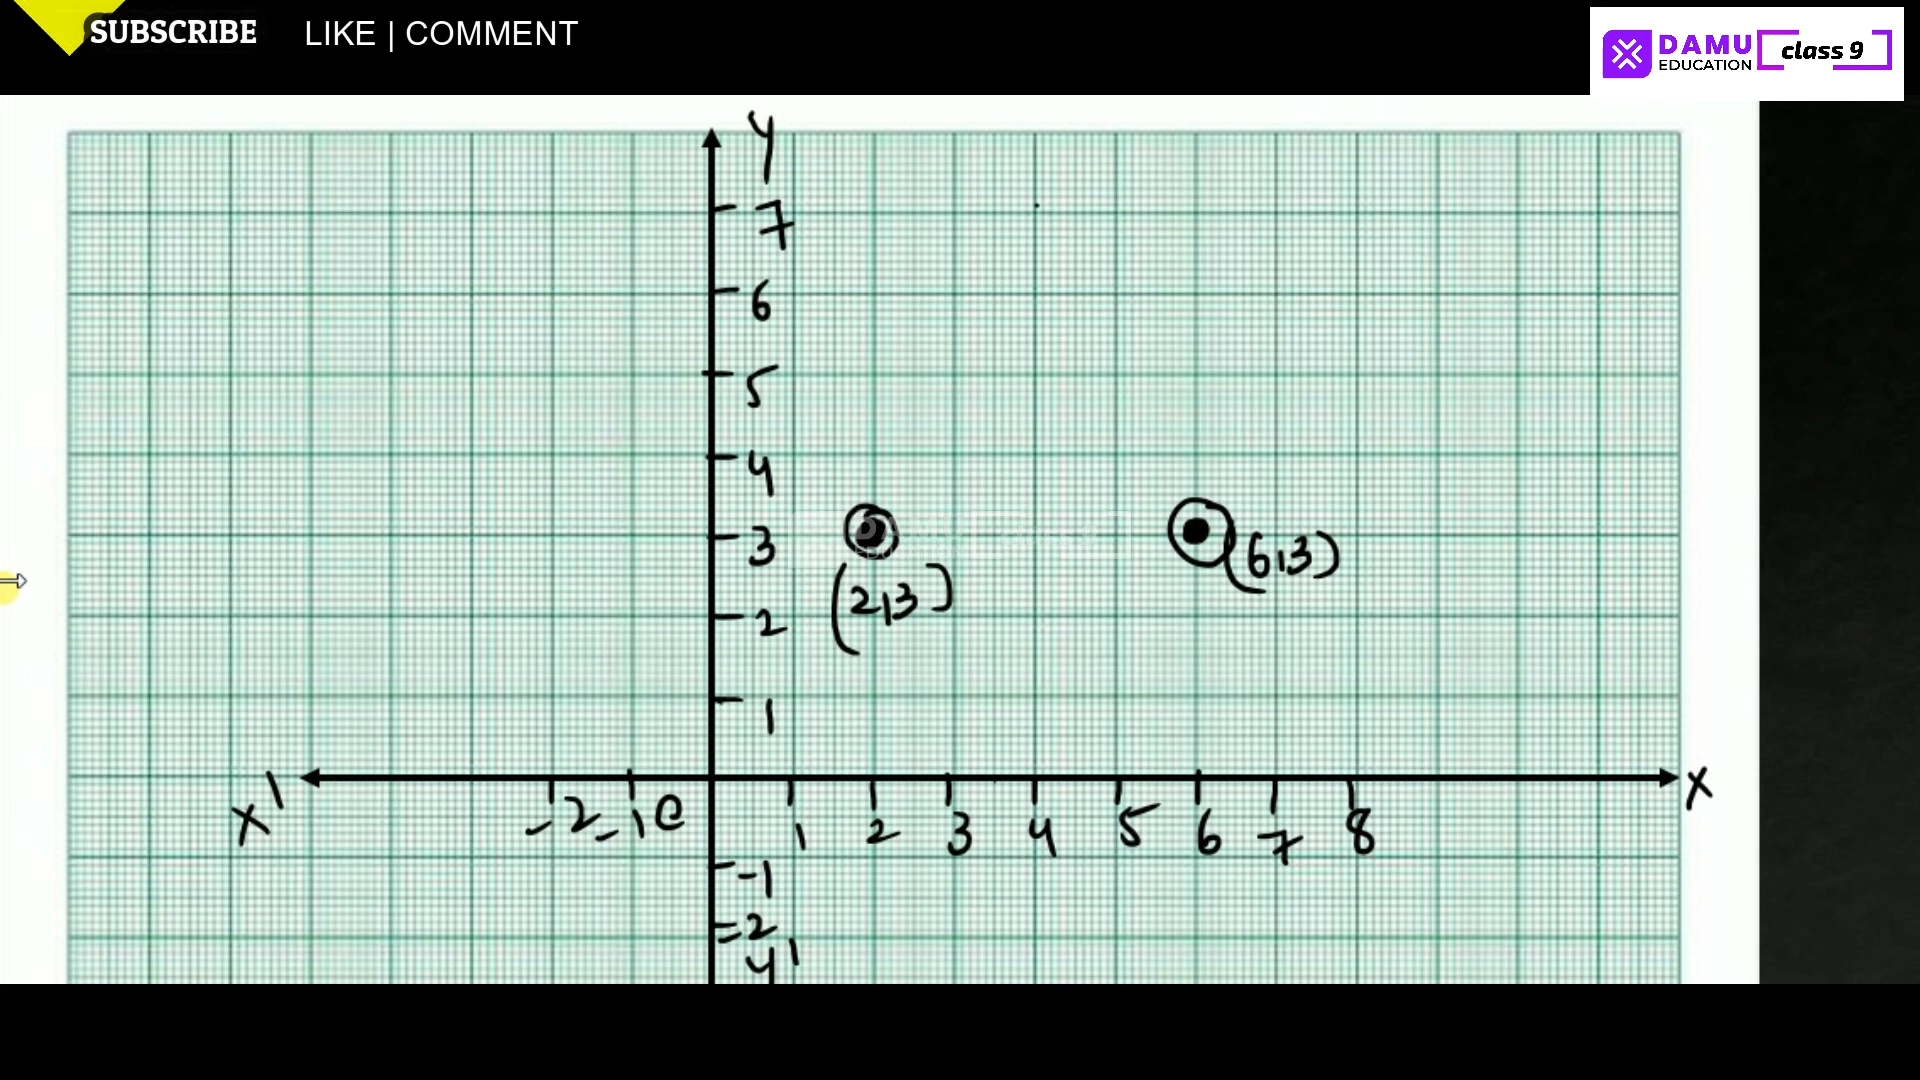 SUBSCRIBE LIKE | COMMENT
DAMU EDUCATION class 9
y
7
6
5
4
3
2
1
(2,3)
(6,3)
x' -2 -1 0 1 2 3 4 5 6 7 8 x
-1
-2
y'